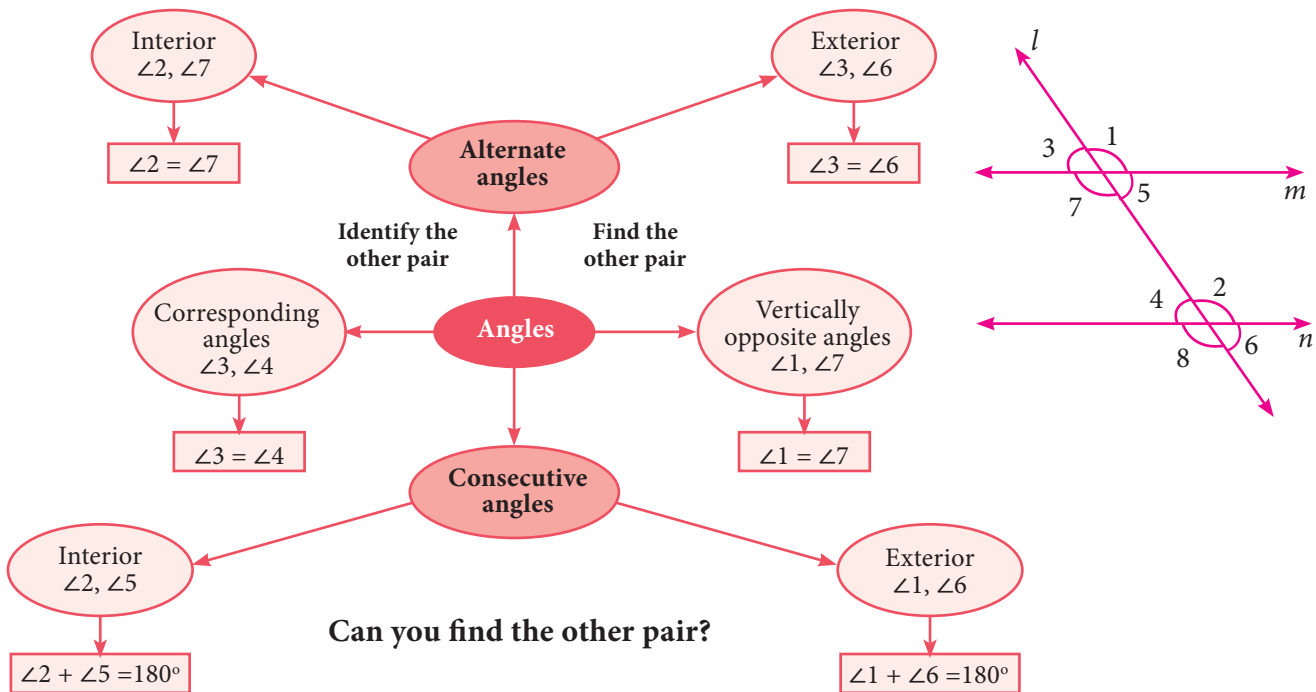 Interior
∠2, ∠7
∠2 = ∠7
Exterior
∠3, ∠6
∠3 = ∠6
Alternate
angles
Identify the
other pair
Find the
other pair
Corresponding
angles
∠3, ∠4
∠3 = ∠4
Angles
Vertically
opposite angles
∠1, ∠7
∠1 = ∠7
Consecutive
angles
Interior
∠2, ∠5
∠2 + ∠5 =180°
Exterior
∠1, ∠6
∠1 + ∠6 =180°
Can you find the other pair?
l
3 1
m
7 5
4 2
n
8 6